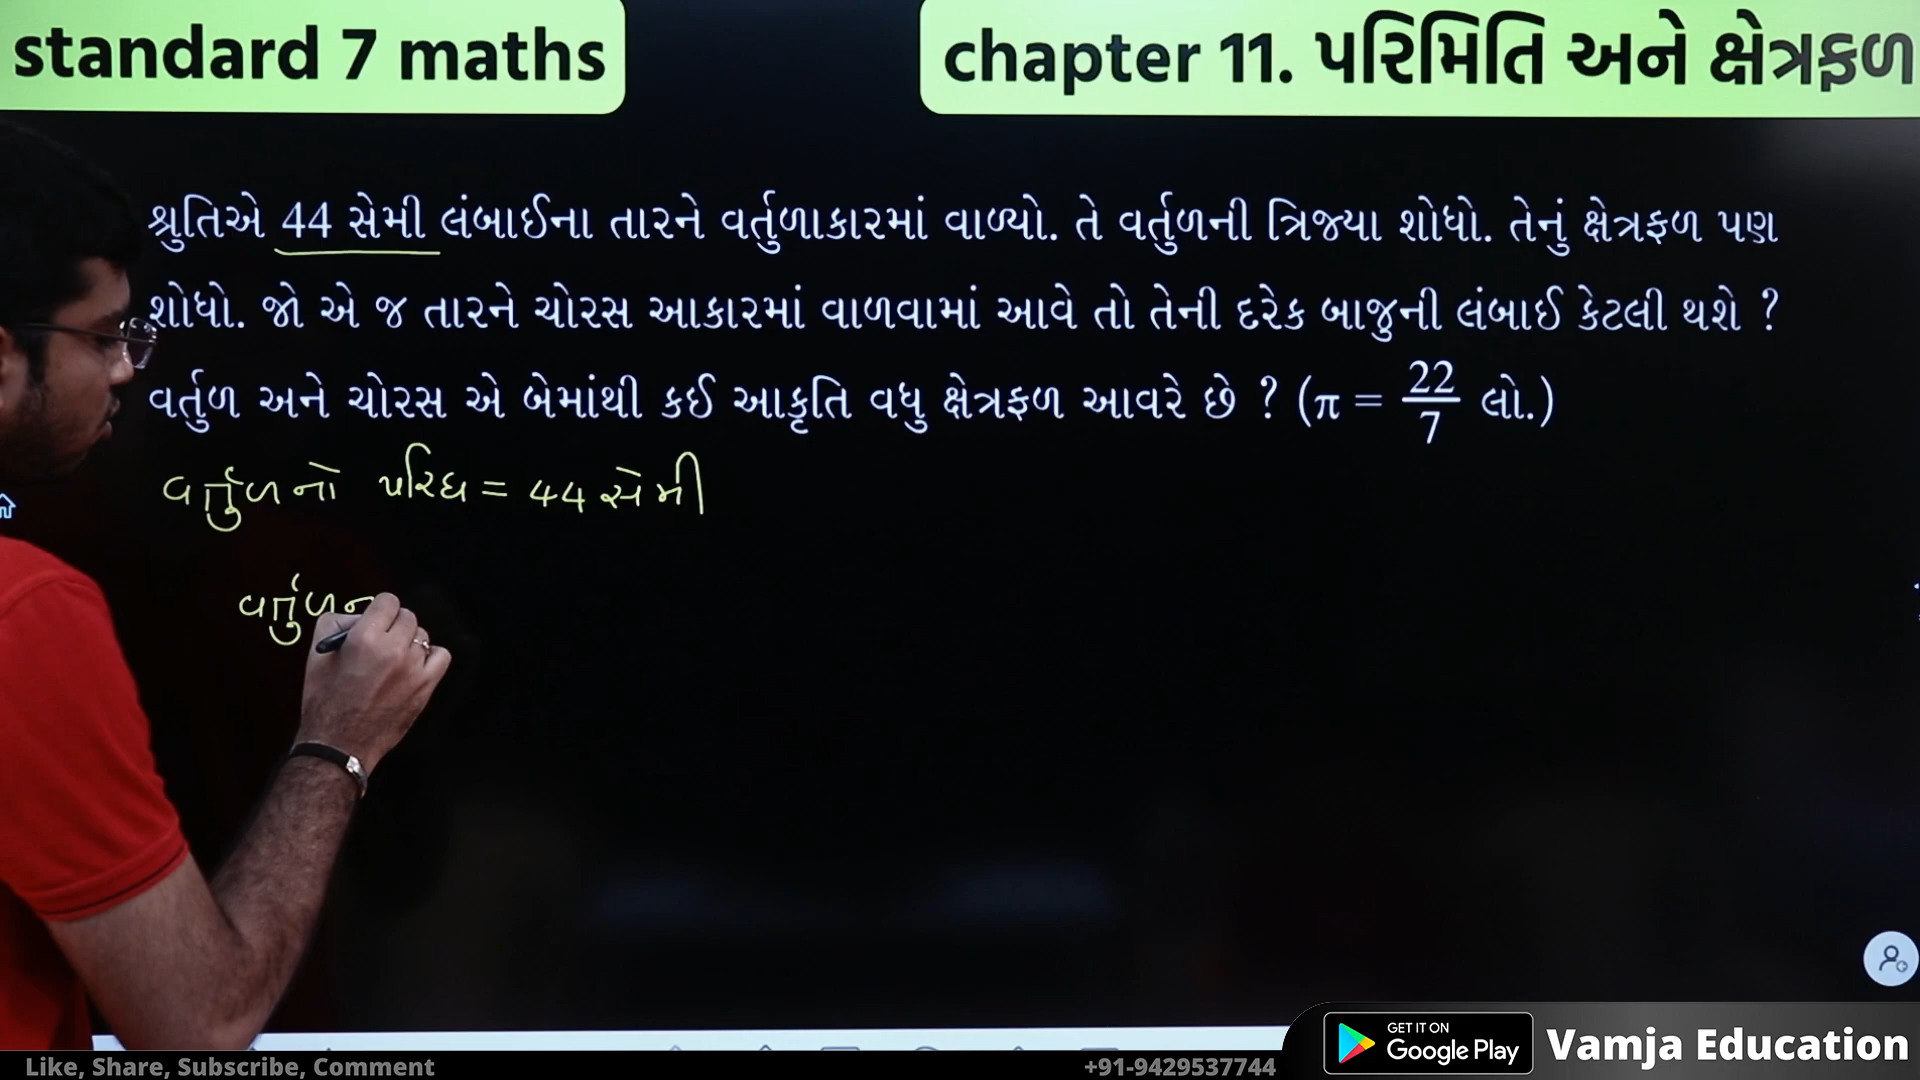 standard 7 maths
chapter 11. પરિમિતિ અને ક્ષેત્રફળ
શ્રુતિએ 44 સેમી લંબાઈના તારને વર્તુળાકારમાં વાળ્યો. તે વર્તુળની ત્રિજ્યા શોધો. તેનું ક્ષેત્રફળ પણ
શોધો. જો એ જ તારને ચોરસ આકારમાં વાળવામાં આવે તો તેની દરેક બાજુની લંબાઈ કેટલી થશે ?
વર્તુળ અને ચોરસ એ બેમાંથી કઈ આકૃતિ વધુ ક્ષેત્રફળ આવરે છે ? (π = 22/7 લો.)
વર્તુળનો પરિઘ = 44 સેમી
વર્તુળન
GET IT ON
Google Play
Vamja Education
Like, Share, Subscribe, Comment
+91-9429537744